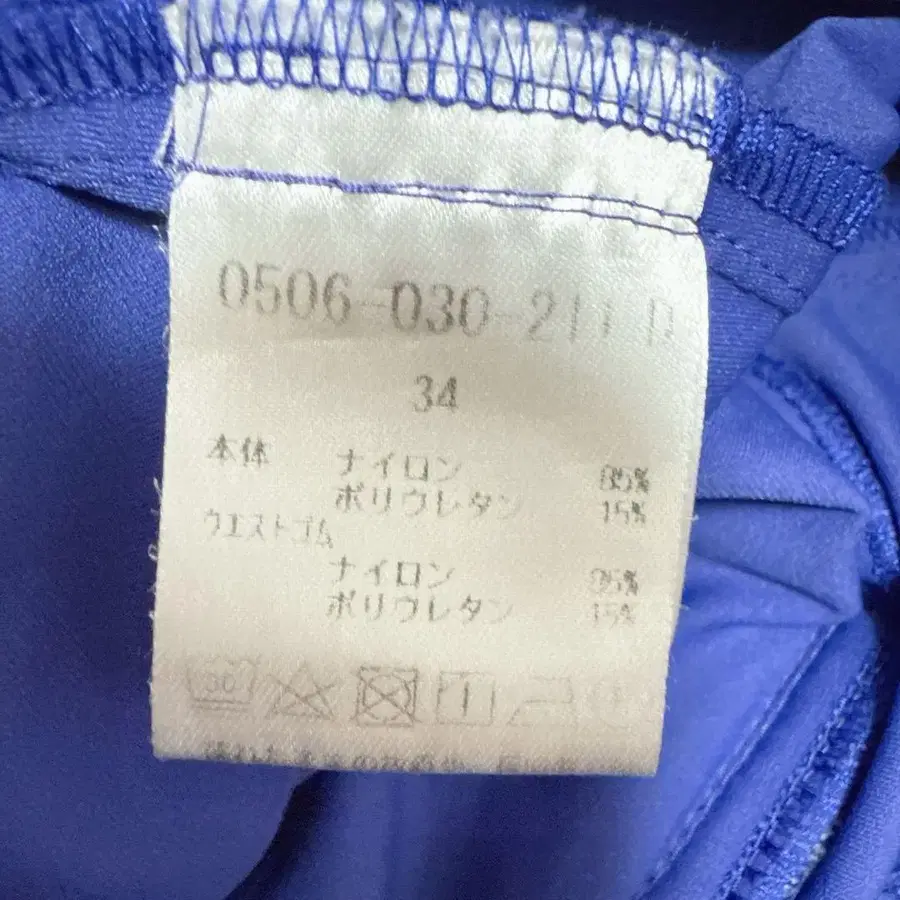 0506-030-211 D
34
本体 ナイロン 85%
ポリウレタン 15%
ウエストゴム
ナイロン 85%
ポリウレタン 15%
30